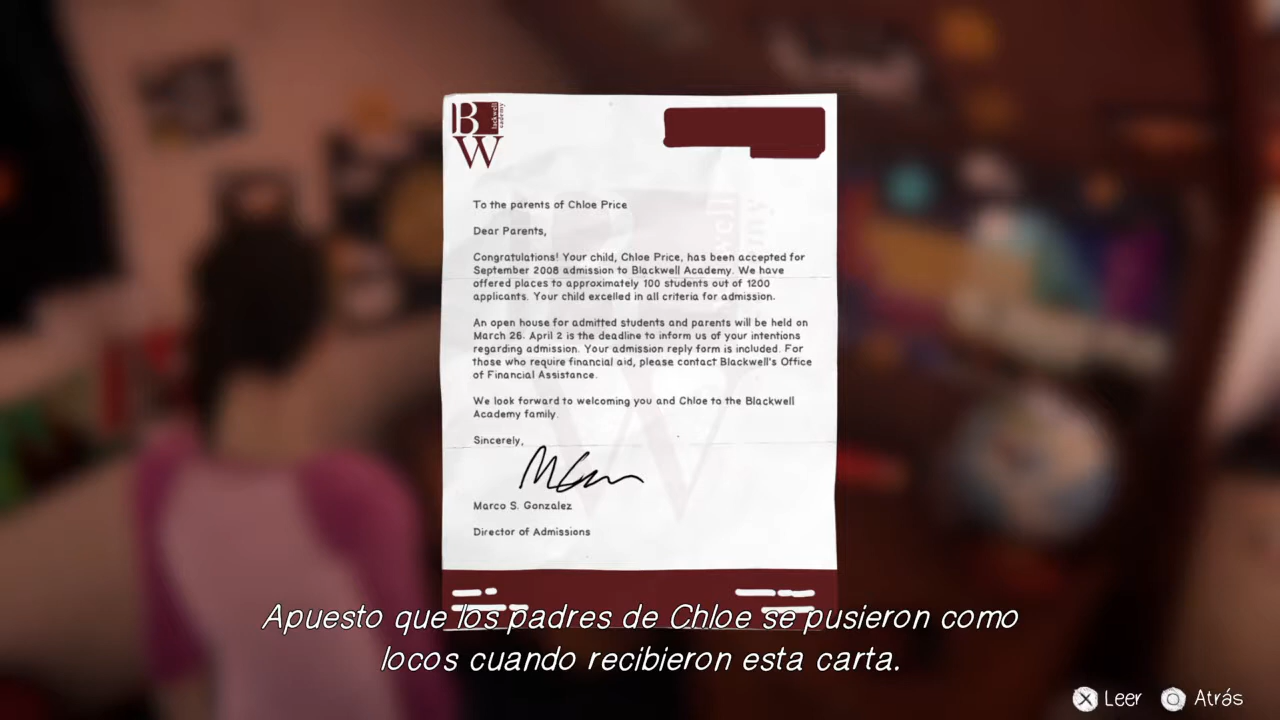 B
Blackwell
academy
W
To the parents of Chloe Price
Dear Parents,
Congratulations! Your child, Chloe Price, has been accepted for
September 2008 admission to Blackwell Academy. We have
offered places to approximately 100 students out of 1200
applicants. Your child excelled in all criteria for admission.
An open house for admitted students and parents will be held on
March 26. April 2 is the deadline to inform us of your intentions
regarding admission. Your admission reply form is included. For
those who require financial aid, please contact Blackwell's Office
of Financial Assistance.
We look forward to welcoming you and Chloe to the Blackwell
Academy family.
Sincerely,
Marco S. Gonzalez
Director of Admissions
Apuesto que los padres de Chloe se pusieron como
locos cuando recibieron esta carta.
Leer Atrás